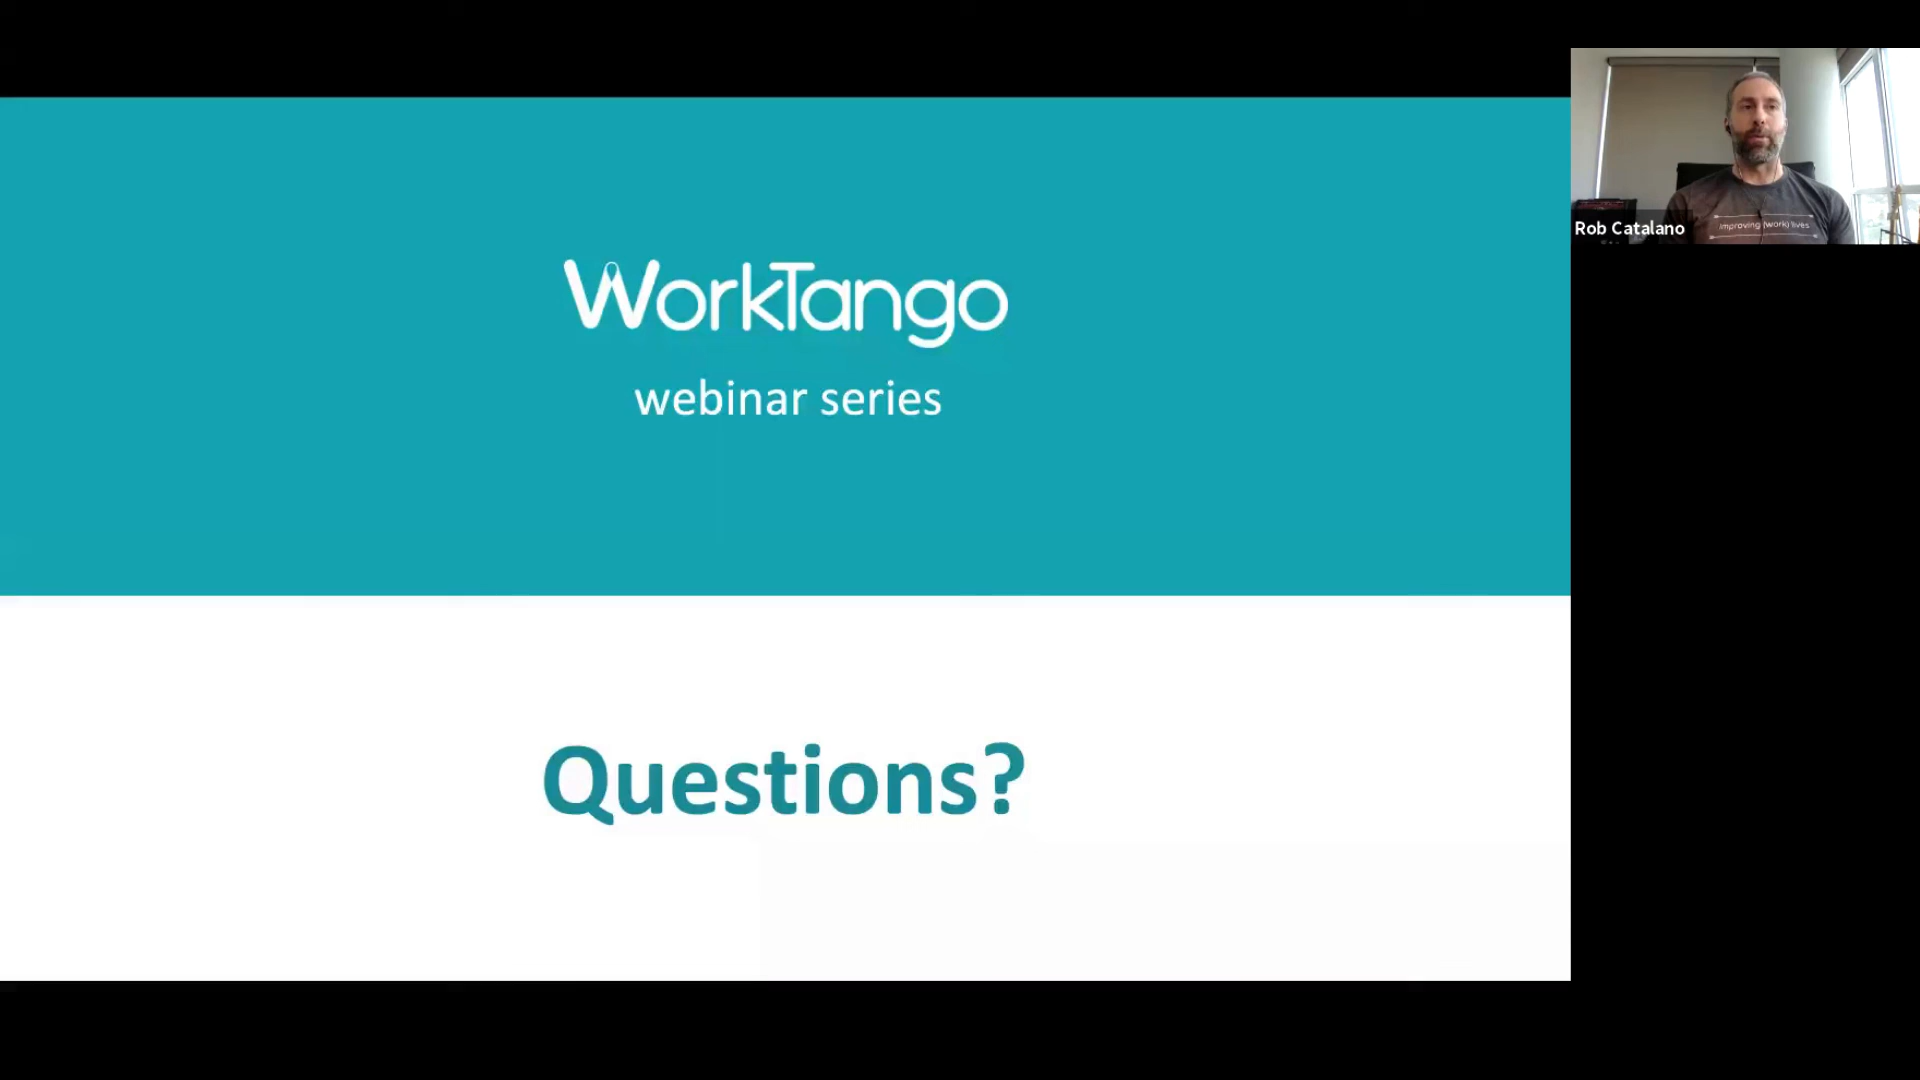 WorkTango
webinar series
Questions?
Rob Catalano
Improving (work) lives